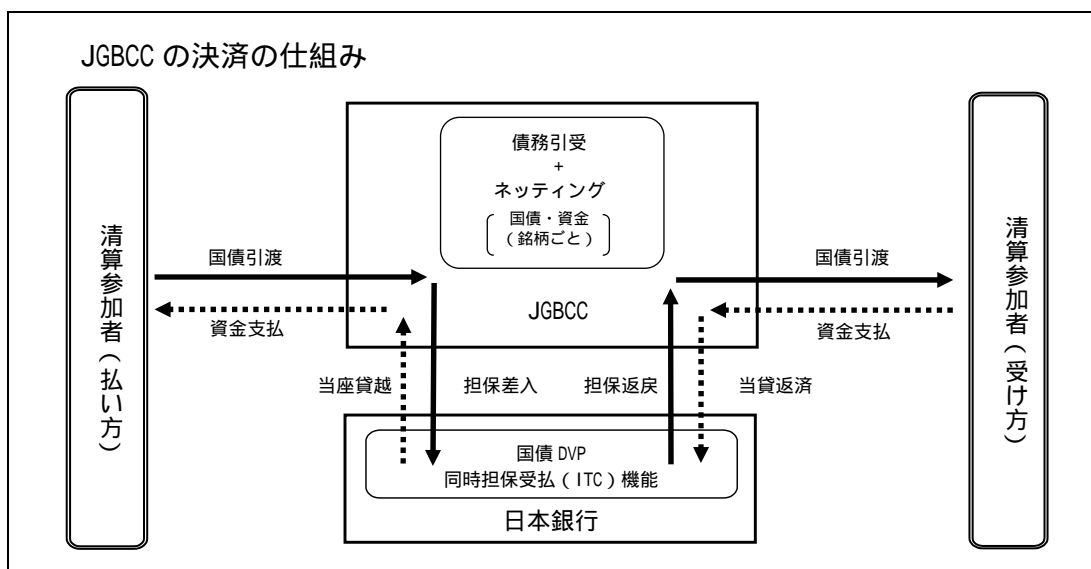 JGBCC の決済の仕組み
清算参加者(払い方)
国債引渡
資金支払
債務引受
+
ネッティング
国債・資金
(銘柄ごと)
JGBCC
国債引渡
資金支払
清算参加者(受け方)
当座貸越
担保差入
担保返戻
当貸返済
国債 DVP
同時担保受払(ITC)機能
日本銀行